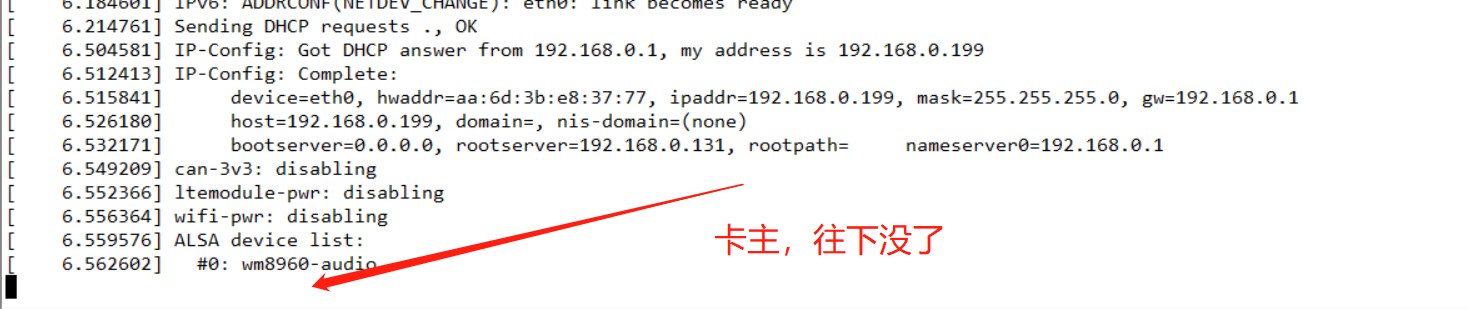 [    6.184601] IPv6: ADDRCONF(NETDEV_CHANGE): eth0: link becomes ready
[    6.214761] Sending DHCP requests ., OK
[    6.504581] IP-Config: Got DHCP answer from 192.168.0.1, my address is 192.168.0.199
[    6.512413] IP-Config: Complete:
[    6.515841]      device=eth0, hwaddr=aa:6d:3b:e8:37:77, ipaddr=192.168.0.199, mask=255.255.255.0, gw=192.168.0.1
[    6.526180]      host=192.168.0.199, domain=, nis-domain=(none)
[    6.532171]      bootserver=0.0.0.0, rootserver=192.168.0.131, rootpath=     nameserver0=192.168.0.1
[    6.549209] can-3v3: disabling
[    6.552366] ltemodule-pwr: disabling
[    6.556364] wifi-pwr: disabling
[    6.559576] ALSA device list:
[    6.562602]   #0: wm8960-audio
卡主，往下没了